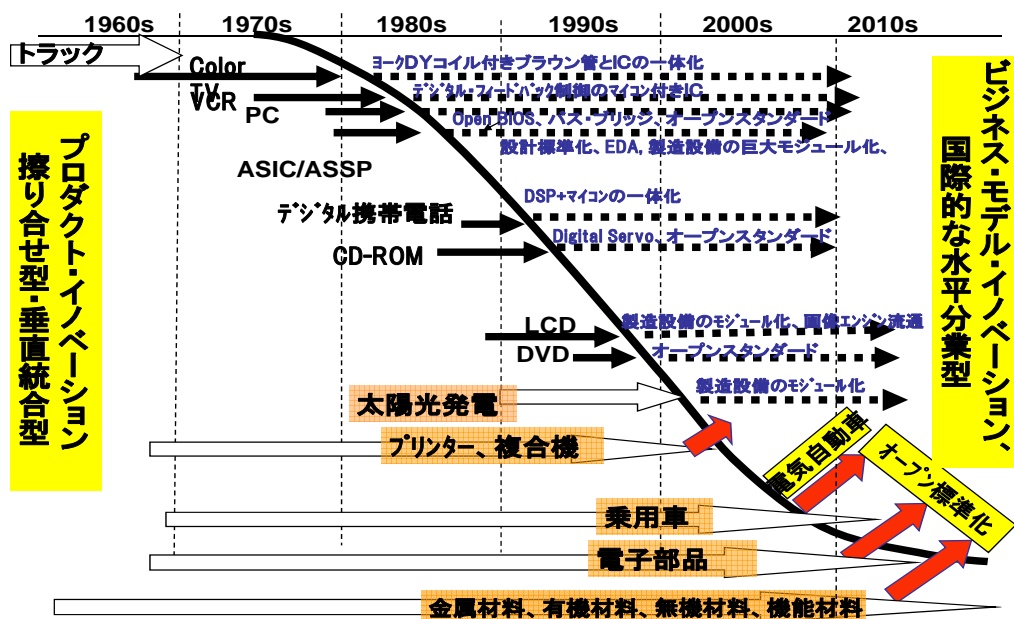 1960s 1970s 1980s 1990s 2000s 2010s
トラック
Color TV
ヨークDYコイル付きブラウン管とICの一体化
VCR
デジタル・フィードバック制御のマイコン付きIC
PC
Open BIOS、バス・ブリッジ、オープンスタンダード
設計標準化、EDA, 製造設備の巨大モジュール化、
ASIC/ASSP
DSP+マイコンの一体化
デジタル携帯電話
Digital Servo、オープンスタンダード
CD-ROM
LCD
製造設備のモジュール化、画像エンジン流通
DVD
オープンスタンダード
太陽光発電
製造設備のモジュール化
プリンター、複合機
電気自動車
オープン標準化
乗用車
電子部品
金属材料、有機材料、無機材料、機能材料
プロダクト・イノベーション
擦り合せ型・垂直統合型
ビジネス・モデル・イノベーション、
国際的な水平分業型